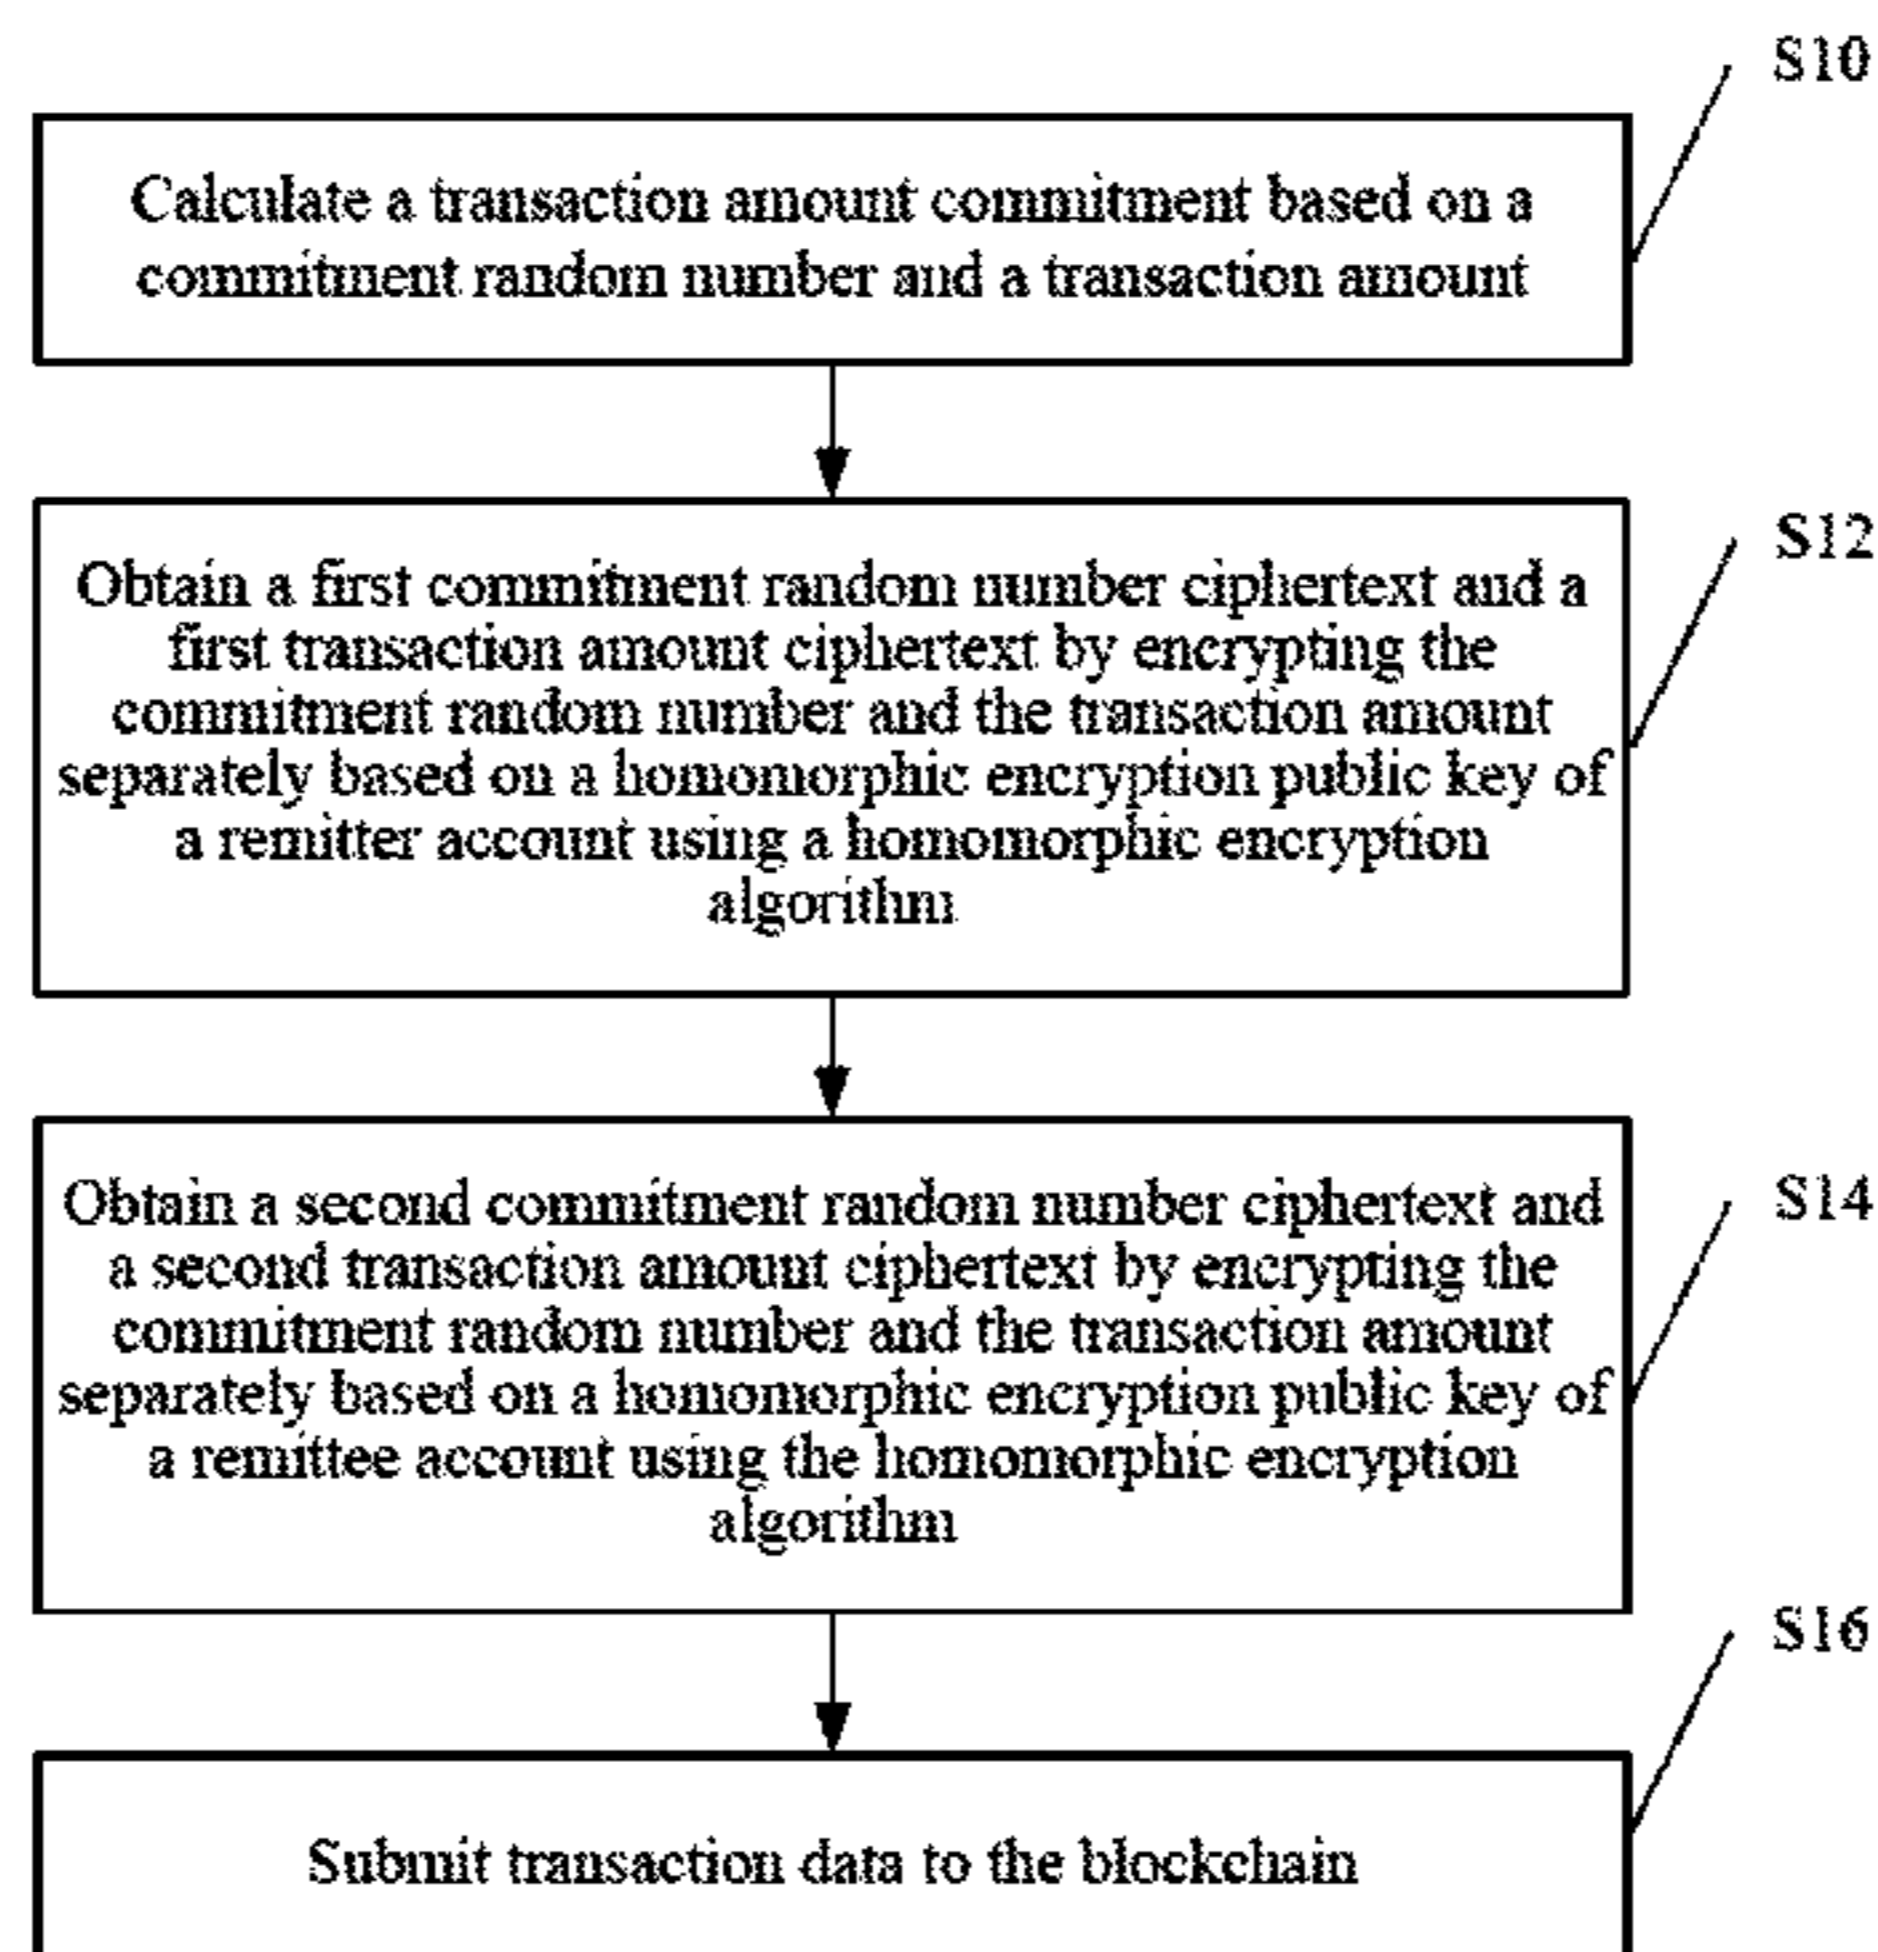 S10
Calculate a transaction amount commitment based on a
commitment random number and a transaction amount
S12
Obtain a first commitment random number ciphertext and a
first transaction amount ciphertext by encrypting the
commitment random number and the transaction amount
separately based on a homomorphic encryption public key of
a remitter account using a homomorphic encryption
algorithm
S14
Obtain a second commitment random number ciphertext and
a second transaction amount ciphertext by encrypting the
commitment random number and the transaction amount
separately based on a homomorphic encryption public key of
a remittee account using the homomorphic encryption
algorithm
S16
Submit transaction data to the blockchain